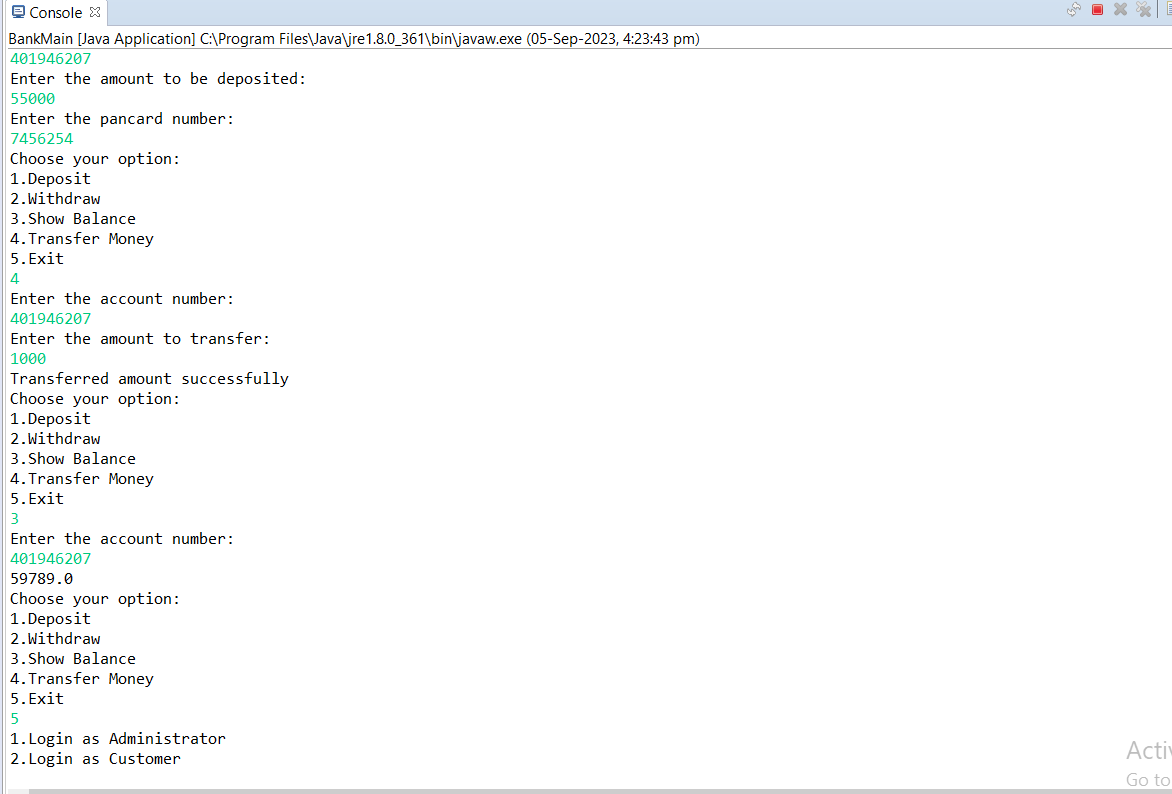 Console
BankMain [Java Application] C:\Program Files\Java\jre1.8.0_361\bin\javaw.exe (05-Sep-2023, 4:23:43 pm)
401946207
Enter the amount to be deposited:
55000
Enter the pancard number:
7456254
Choose your option:
1.Deposit
2.Withdraw
3.Show Balance
4.Transfer Money
5.Exit
4
Enter the account number:
401946207
Enter the amount to transfer:
1000
Transferred amount successfully
Choose your option:
1.Deposit
2.Withdraw
3.Show Balance
4.Transfer Money
5.Exit
3
Enter the account number:
401946207
59789.0
Choose your option:
1.Deposit
2.Withdraw
3.Show Balance
4.Transfer Money
5.Exit
5
1.Login as Administrator
2.Login as Customer
Go to